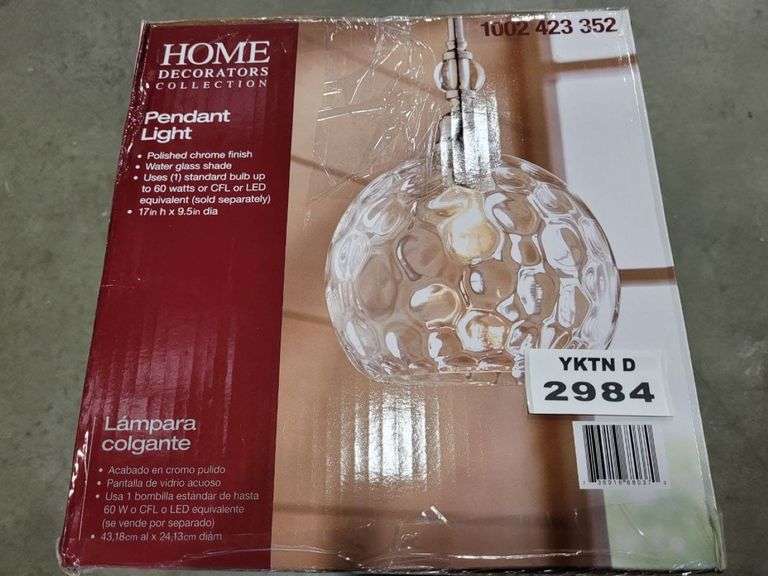 1002 423 352
HOME
DECORATORS
COLLECTION
Pendant
Light
• Polished chrome finish
• Water glass shade
• Uses (1) standard bulb up
to 60 watts or CFL or LED
equivalent (sold separately)
• 17in h x 9.5in dia
YKTN D
2984
Lámpara
colgante
• Acabado en cromo pulido
• Pantalla de vidrio acuoso
• Usa 1 bombilla estándar de hasta
60 W o CFL o LED equivalente
(se vende por separado)
• 43,18cm al x 24,13cm diám